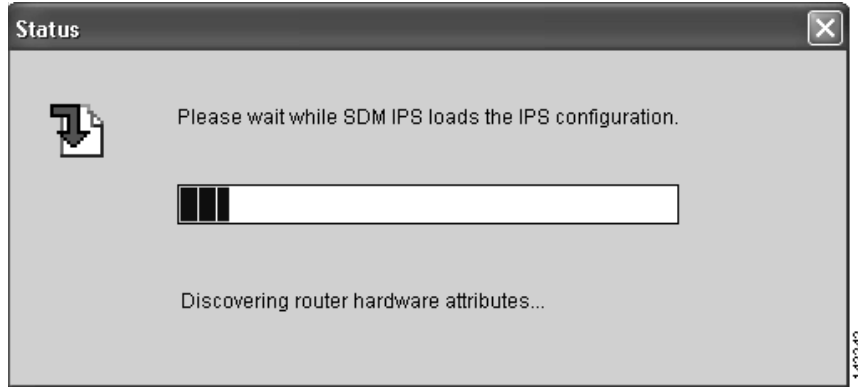 Status
Please wait while SDM IPS loads the IPS configuration.
Discovering router hardware attributes...